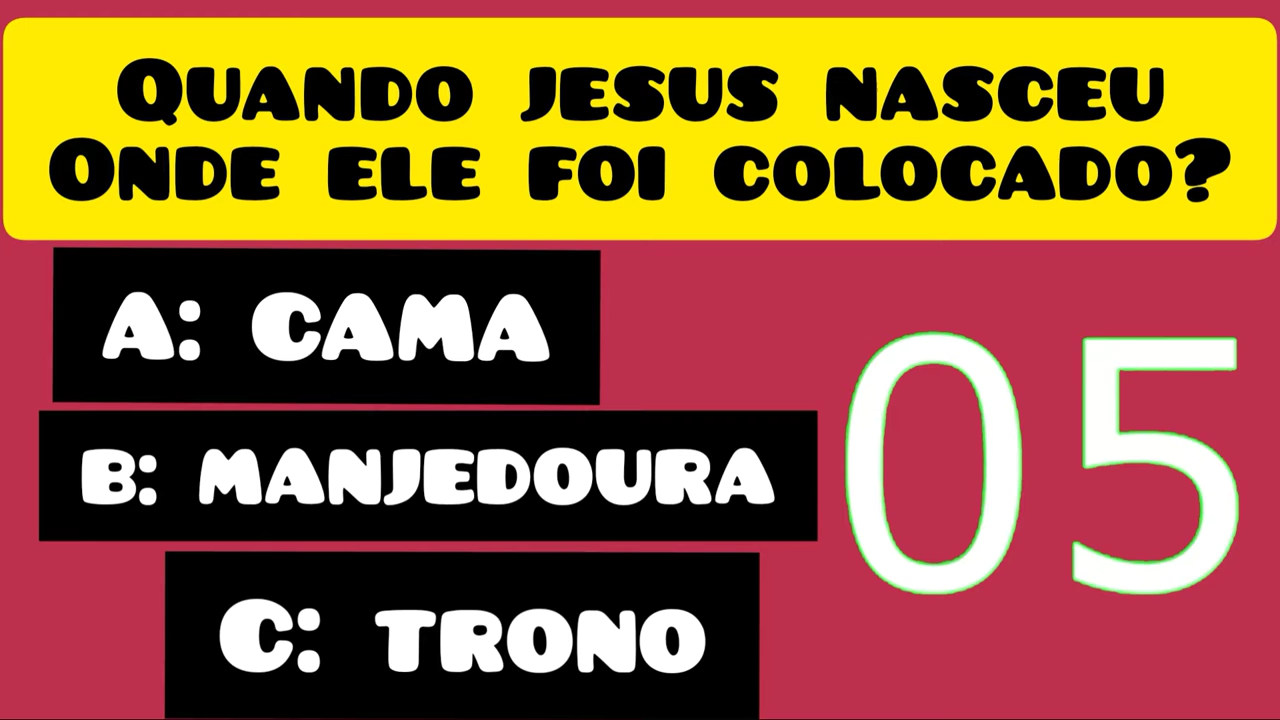 Quando jesus nasceu
Onde ele foi colocado?
A: CAMA
B: MANJEDOURA
05
C: TRONO